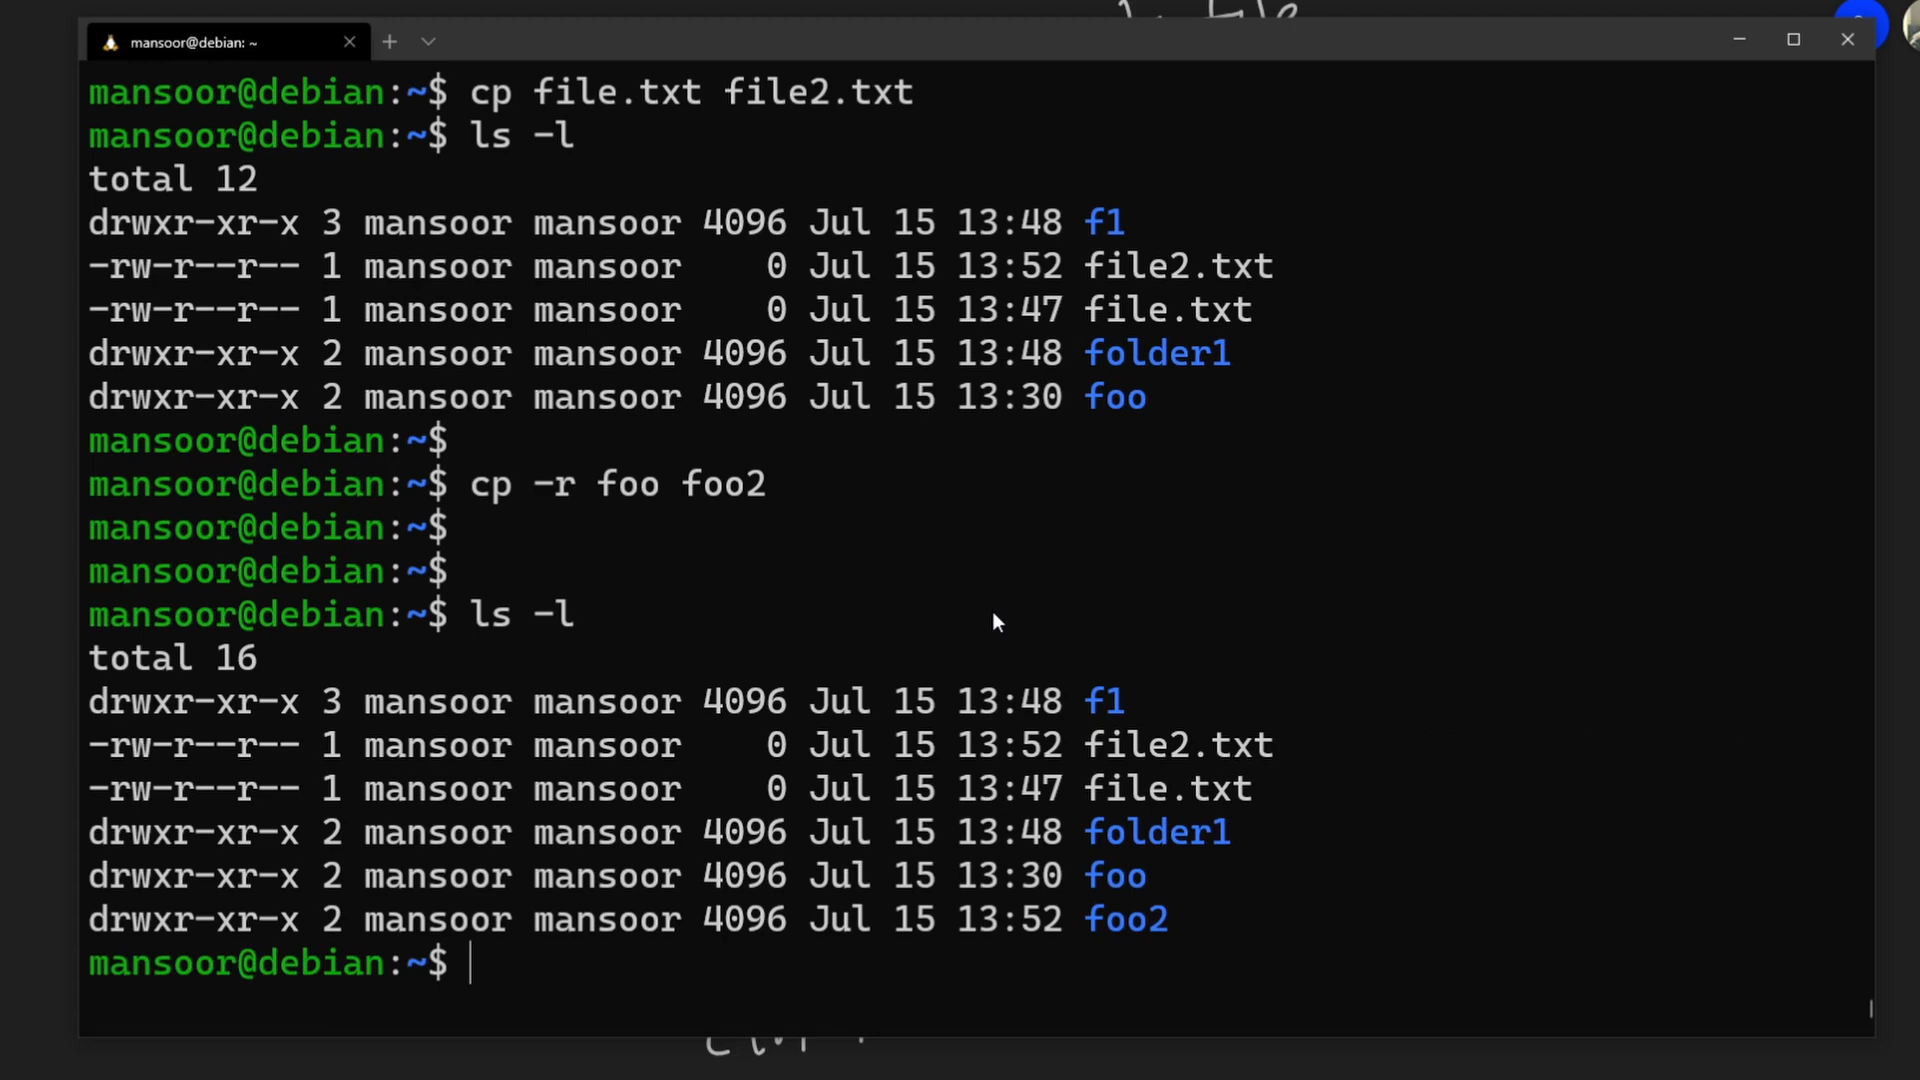 mansoor@debian: ~
mansoor@debian:~$ cp file.txt file2.txt
mansoor@debian:~$ ls -l
total 12
drwxr-xr-x 3 mansoor mansoor 4096 Jul 15 13:48 f1
-rw-r--r-- 1 mansoor mansoor    0 Jul 15 13:52 file2.txt
-rw-r--r-- 1 mansoor mansoor    0 Jul 15 13:47 file.txt
drwxr-xr-x 2 mansoor mansoor 4096 Jul 15 13:48 folder1
drwxr-xr-x 2 mansoor mansoor 4096 Jul 15 13:30 foo
mansoor@debian:~$
mansoor@debian:~$ cp -r foo foo2
mansoor@debian:~$
mansoor@debian:~$
mansoor@debian:~$ ls -l
total 16
drwxr-xr-x 3 mansoor mansoor 4096 Jul 15 13:48 f1
-rw-r--r-- 1 mansoor mansoor    0 Jul 15 13:52 file2.txt
-rw-r--r-- 1 mansoor mansoor    0 Jul 15 13:47 file.txt
drwxr-xr-x 2 mansoor mansoor 4096 Jul 15 13:48 folder1
drwxr-xr-x 2 mansoor mansoor 4096 Jul 15 13:30 foo
drwxr-xr-x 2 mansoor mansoor 4096 Jul 15 13:52 foo2
mansoor@debian:~$